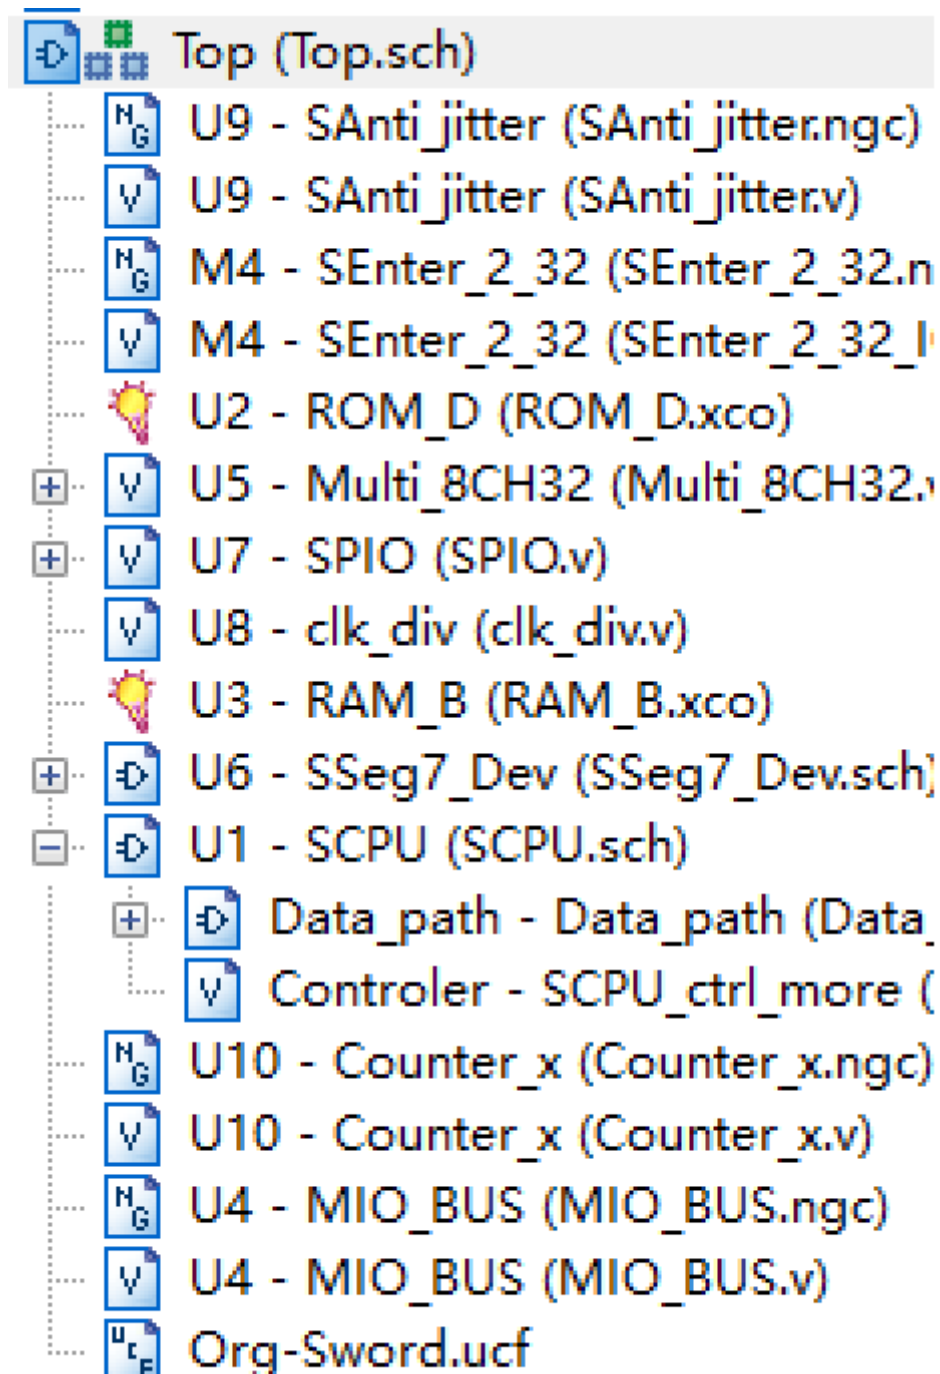 Top (Top.sch)
U9 - SAnti_jitter (SAnti_jitter.ngc)
U9 - SAnti_jitter (SAnti_jitter.v)
M4 - SEnter_2_32 (SEnter_2_32.n
M4 - SEnter_2_32 (SEnter_2_32_I
U2 - ROM_D (ROM_D.xco)
U5 - Multi_8CH32 (Multi_8CH32.v
U7 - SPIO (SPIO.v)
U8 - clk_div (clk_div.v)
U3 - RAM_B (RAM_B.xco)
U6 - SSeg7_Dev (SSeg7_Dev.sch)
U1 - SCPU (SCPU.sch)
Data_path - Data_path (Data_
Controler - SCPU_ctrl_more (
U10 - Counter_x (Counter_x.ngc)
U10 - Counter_x (Counter_x.v)
U4 - MIO_BUS (MIO_BUS.ngc)
U4 - MIO_BUS (MIO_BUS.v)
Org-Sword.ucf